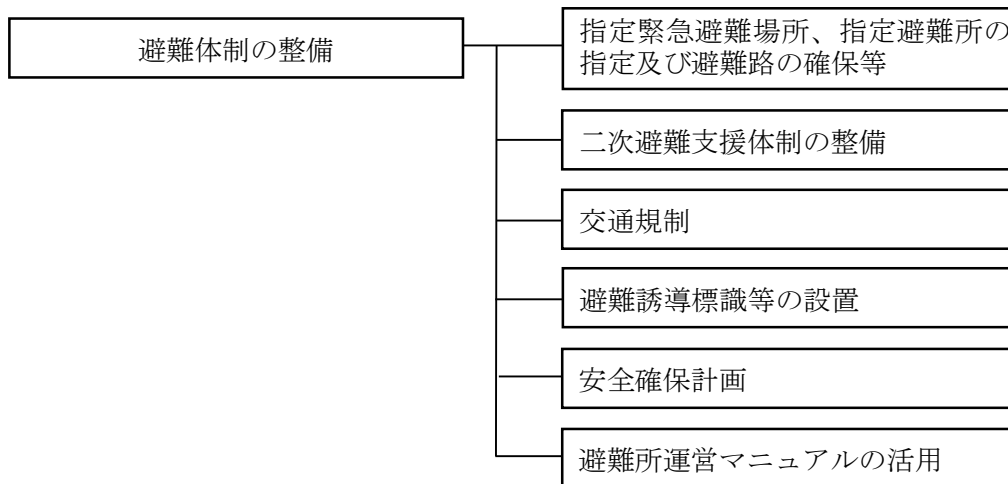 避難体制の整備
指定緊急避難場所、指定避難所の
指定及び避難路の確保等
二次避難支援体制の整備
交通規制
避難誘導標識等の設置
安全確保計画
避難所運営マニュアルの活用